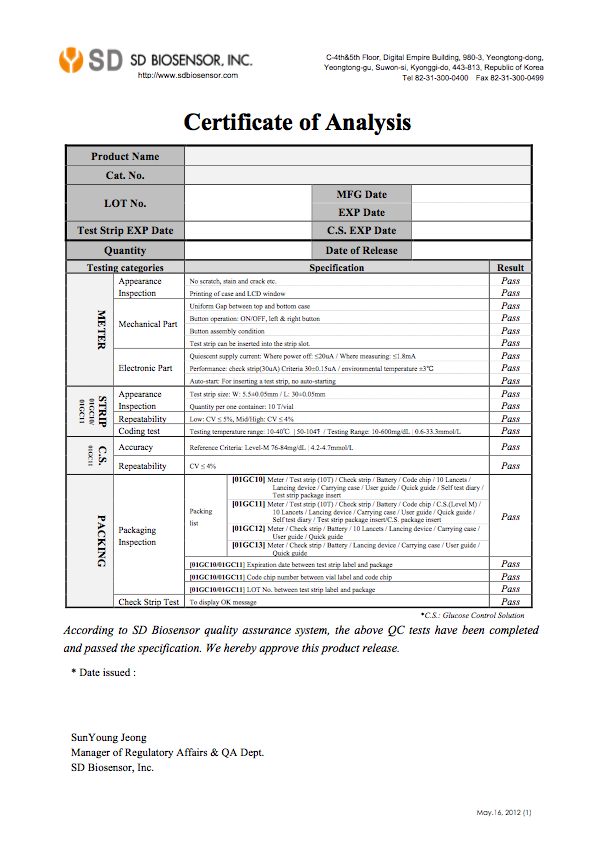 SD SD BIOSENSOR, INC.
http://www.sdbiosensor.com
C-4th&5th Floor, Digital Empire Building, 980-3, Yeongtong-dong,
Yeongtong-gu, Suwon-si, Kyonggi-do, 443-813, Republic of Korea
Tel 82-31-300-0400 Fax 82-31-300-0499
Certificate of Analysis
Product Name
Cat. No.
LOT No.
MFG Date
EXP Date
Test Strip EXP Date
C.S. EXP Date
Quantity
Date of Release
Testing categories Specification Result
METER
Appearance
Inspection
No scratch, stain and crack etc. Pass
Printing of case and LCD window Pass
Mechanical Part
Uniform Gap between top and bottom case Pass
Button operation: ON/OFF, left & right button Pass
Button assembly condition Pass
Test strip can be inserted into the strip slot. Pass
Electronic Part
Quiescent supply current: Where power off: ≤20uA / Where measuring: ≤1.8mA Pass
Performance: check strip(30uA) Criteria 30±0.15uA / environmental temperature ±3℃ Pass
Auto-start: For inserting a test strip, no auto-starting Pass
STRIP
01GC10/
01GC11
Appearance
Inspection
Test strip size: W: 5.5±0.05mm / L: 30±0.05mm Pass
Quantity per one container: 10 T/vial Pass
Repeatability Low: CV ≤ 5%, Mid/High: CV ≤ 4% Pass
Coding test Testing temperature range: 10-40℃ | 50-104℉ / Testing Range: 10-600mg/dL | 0.6-33.3mmol/L Pass
C.S.
01GC11
Accuracy Reference Criteria: Level-M 76-84mg/dL | 4.2-4.7mmol/L Pass
Repeatability CV ≤ 4% Pass
PACKING
Packaging
Inspection
Packing
list
[01GC10] Meter / Test strip (10T) / Check strip / Battery / Code chip / 10 Lancets /
Lancing device / Carrying case / User guide / Quick guide / Self test diary /
Test strip package insert
[01GC11] Meter / Test strip (10T) / Check strip / Battery / Code chip / C.S.(Level M) /
10 Lancets / Lancing device / Carrying case / User guide / Quick guide /
Self test diary / Test strip package insert/C.S. package insert
[01GC12] Meter / Check strip / Battery / 10 Lancets / Lancing device / Carrying case /
User guide / Quick guide
[01GC13] Meter / Check strip / Battery / Lancing device / Carrying case / User guide /
Quick guide
Pass
[01GC10/01GC11] Expiration date between test strip label and package Pass
[01GC10/01GC11] Code chip number between vial label and code chip Pass
[01GC10/01GC11] LOT No. between test strip label and package Pass
Check Strip Test To display OK message Pass
*C.S.: Glucose Control Solution
According to SD Biosensor quality assurance system, the above QC tests have been completed
and passed the specification. We hereby approve this product release.
* Date issued :
SunYoung Jeong
Manager of Regulatory Affairs & QA Dept.
SD Biosensor, Inc.
May.16, 2012 (1)